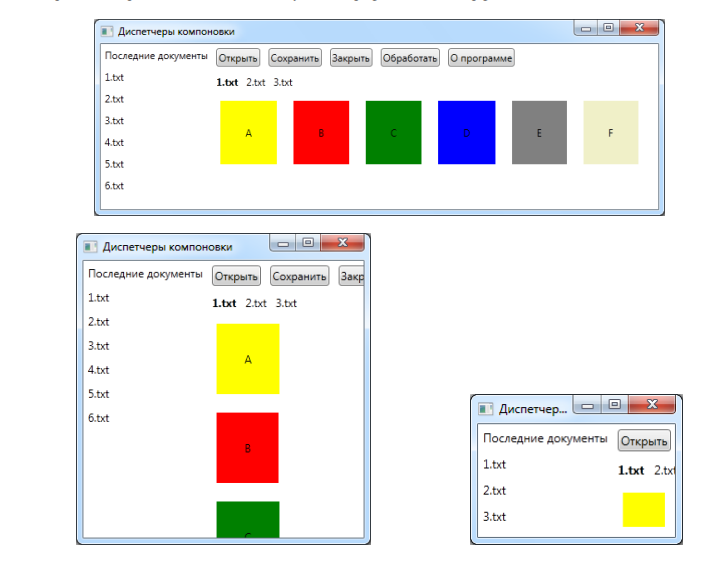 Диспетчеры компоновки
Последние документы Открыть Сохранить Закрыть Обработать О программе
1.txt
1.txt 2.txt 3.txt
2.txt
3.txt
4.txt
5.txt
6.txt
A B C D E F
Диспетчеры компоновки
Последние документы Открыть Сохранить Закр
1.txt
1.txt 2.txt 3.txt
2.txt
3.txt
4.txt
5.txt
6.txt
A
B
Диспетчер...
Последние документы Открыть
1.txt
1.txt 2.txt
2.txt
3.txt